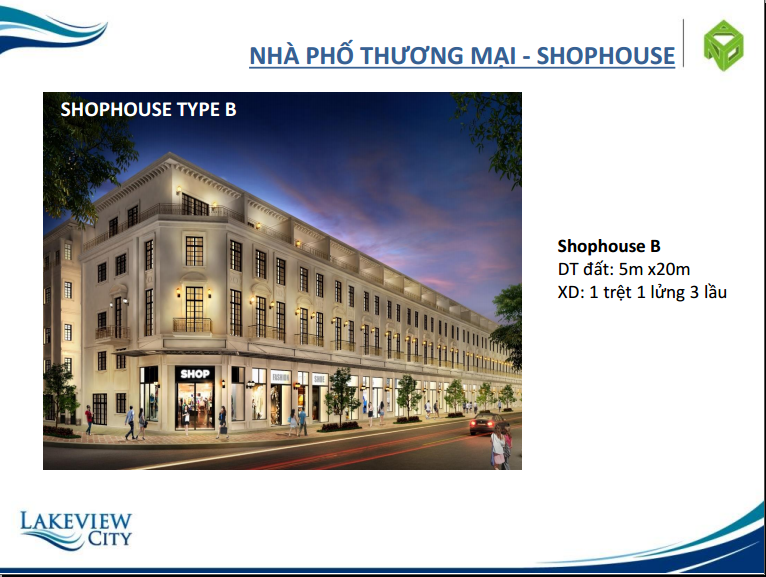 NHÀ PHỐ THƯƠNG MẠI - SHOPHOUSE
SHOPHOUSE TYPE B
Shophouse B
DT đất: 5m x20m
XD: 1 trệt 1 lửng 3 lầu
SHOP
FASHION
LAKEVIEW
CITY